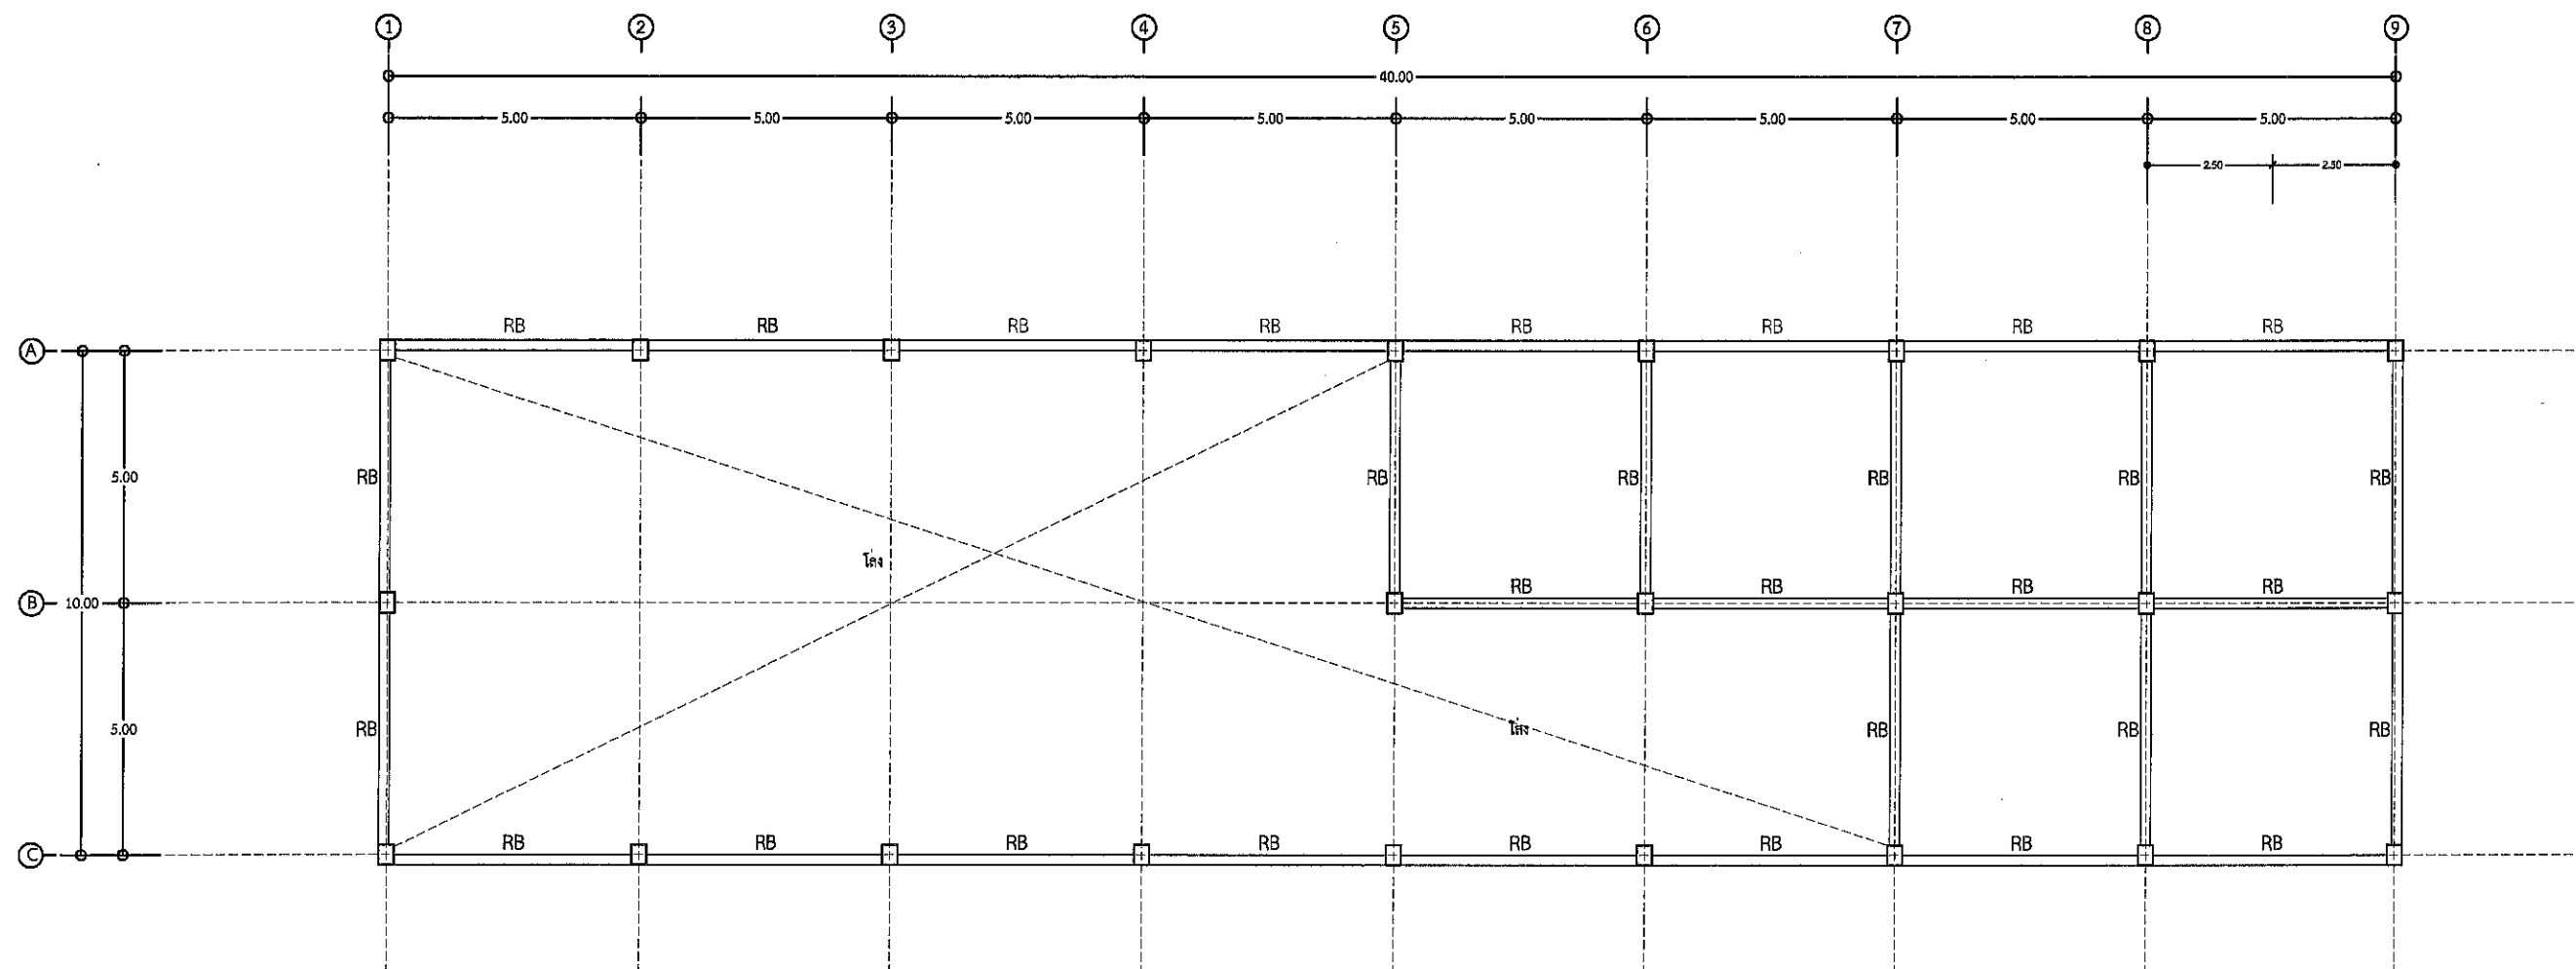 1 2 3 4 5 6 7 8 9
40.00
5.00 5.00 5.00 5.00 5.00 5.00 5.00 5.00
2.50 2.50
RB RB RB RB RB RB RB RB
A
5.00 RB RB RB RB RB RB
โล่ง
RB RB RB RB
B 10.00
5.00 RB โล่ง RB RB RB
RB RB RB RB RB RB RB RB
C